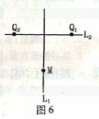 Q₂ Q₁ L₂
M
L₁
图 6